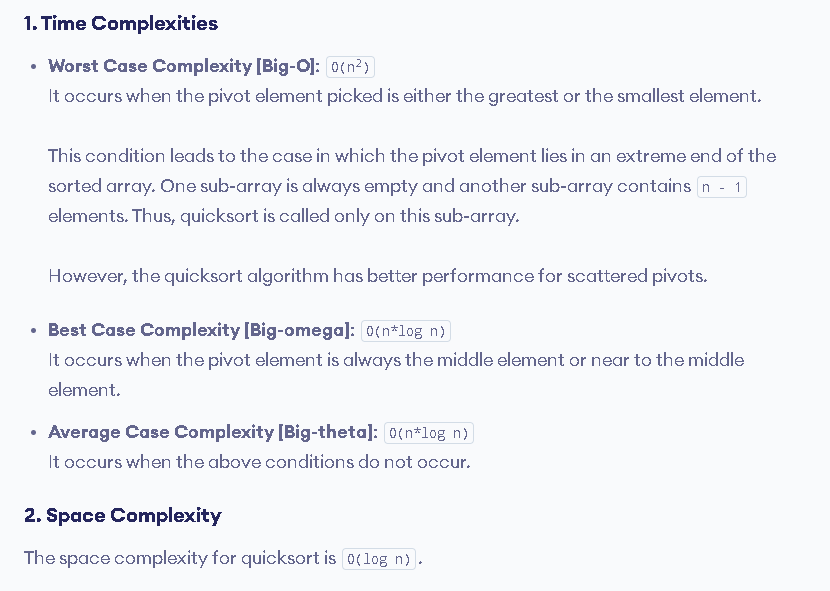 1. Time Complexities
• Worst Case Complexity [Big-O]: O(n²)
It occurs when the pivot element picked is either the greatest or the smallest element.
This condition leads to the case in which the pivot element lies in an extreme end of the
sorted array. One sub-array is always empty and another sub-array contains n - 1
elements. Thus, quicksort is called only on this sub-array.
However, the quicksort algorithm has better performance for scattered pivots.
• Best Case Complexity [Big-omega]: O(n*log n)
It occurs when the pivot element is always the middle element or near to the middle
element.
• Average Case Complexity [Big-theta]: O(n*log n)
It occurs when the above conditions do not occur.
2. Space Complexity
The space complexity for quicksort is O(log n).